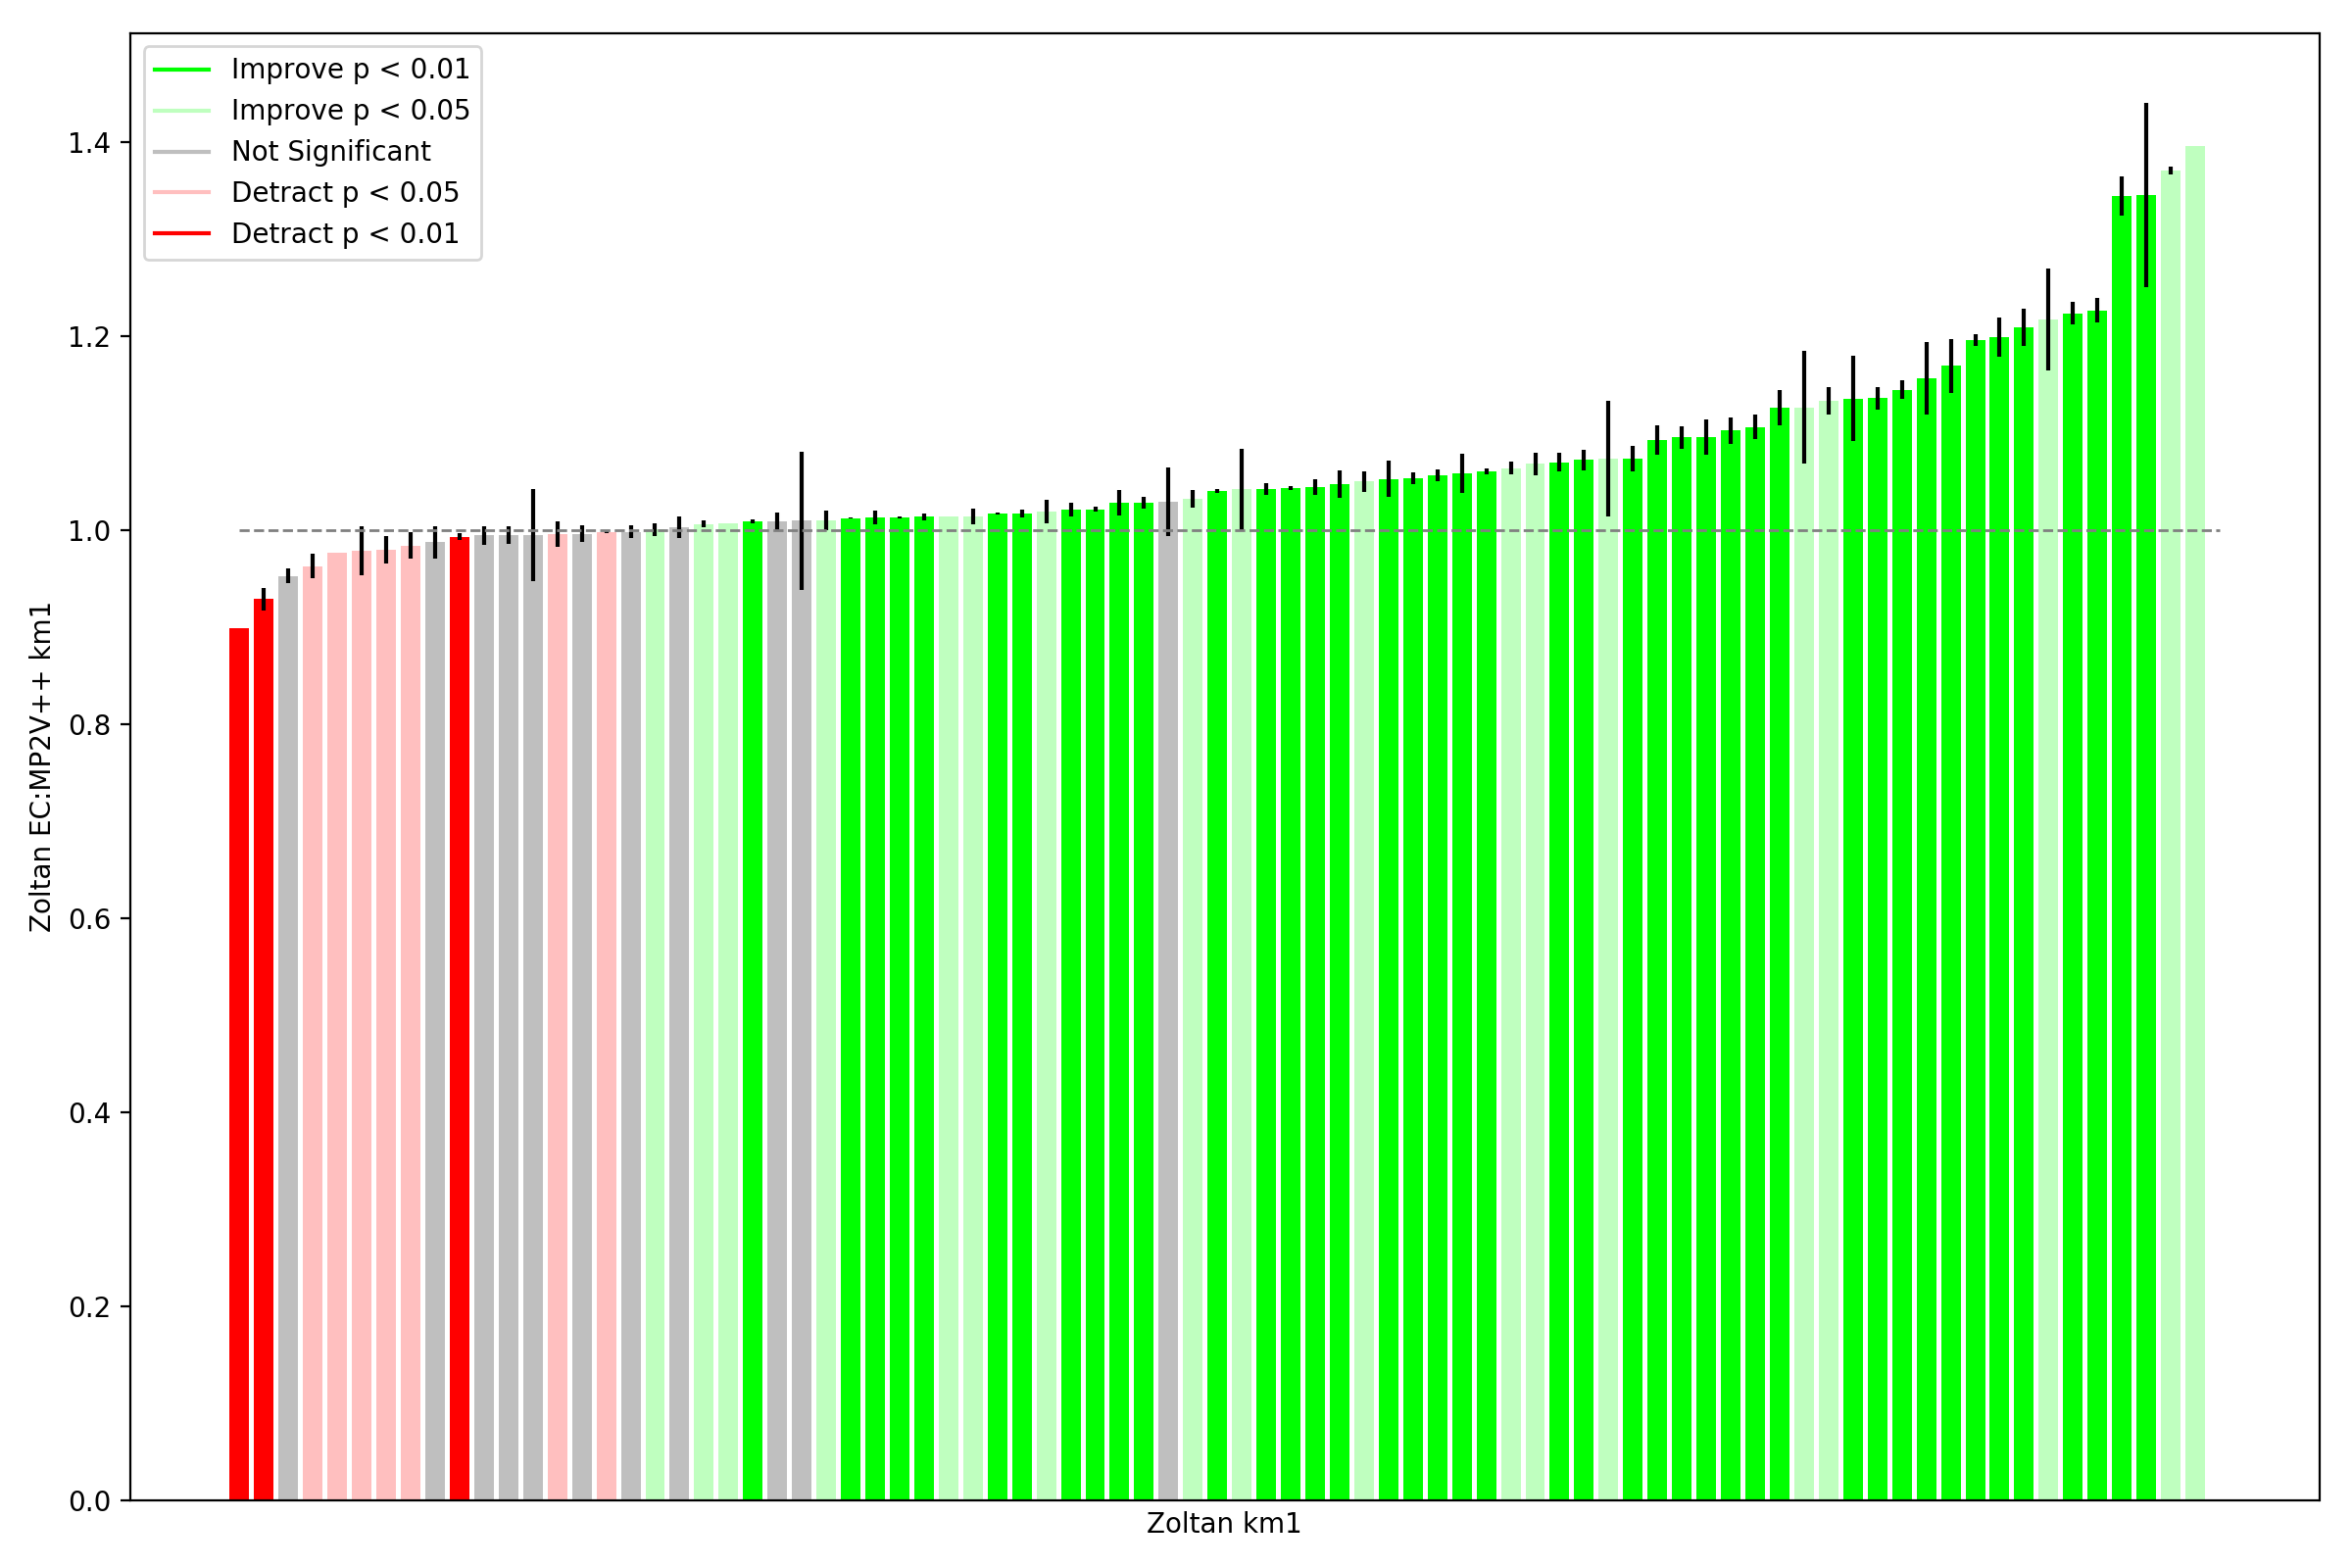 Improve p < 0.01
Improve p < 0.05
Not Significant
Detract p < 0.05
Detract p < 0.01
1.4
1.2
1.0
0.8
0.6
0.4
0.2
0.0
Zoltan EC:MP2V++ km1
Zoltan km1